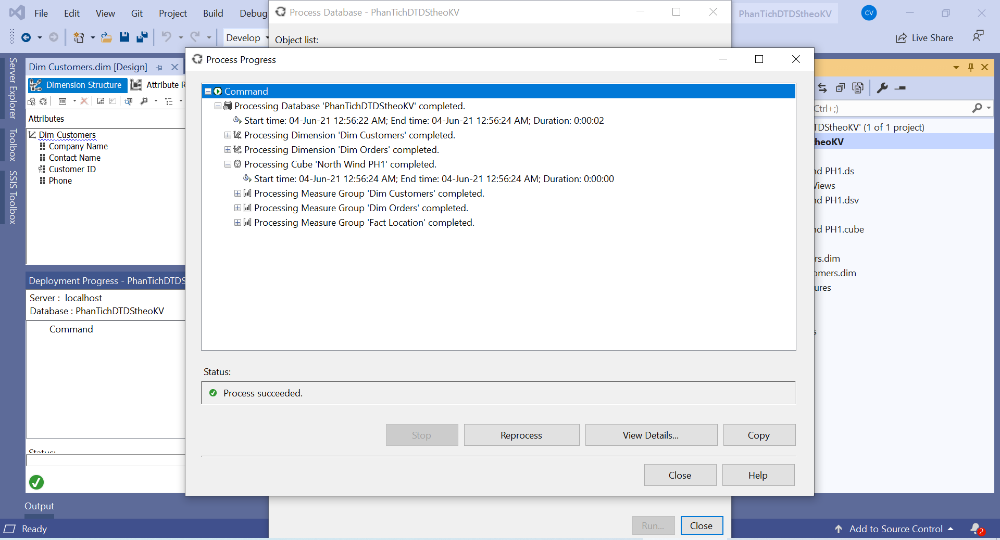 File Edit View Git Project Build Debug
Process Database - PhanTichDTDStheoKV
PhanTichDTDStheoKV
CV
Develop
Object list:
Live Share
Process Progress
Server Explorer
Toolbox
SSIS Toolbox
Dim Customers.dim [Design]
Dimension Structure
Attribute R
Attributes
Dim Customers
Company Name
Contact Name
Customer ID
Phone
Command
Processing Database 'PhanTichDTDStheoKV' completed.
Start time: 04-Jun-21 12:56:22 AM; End time: 04-Jun-21 12:56:24 AM; Duration: 0:00:02
Processing Dimension 'Dim Customers' completed.
Processing Dimension 'Dim Orders' completed.
Processing Cube 'North Wind PH1' completed.
Start time: 04-Jun-21 12:56:24 AM; End time: 04-Jun-21 12:56:24 AM; Duration: 0:00:00
Processing Measure Group 'Dim Customers' completed.
Processing Measure Group 'Dim Orders' completed.
Processing Measure Group 'Fact Location' completed.
Ctrl+;)
TDStheoKV' (1 of 1 project)
heoKV
nd PH1.ds
Views
nd PH1.dsv
nd PH1.cube
rs.dim
omers.dim
ures
s
Deployment Progress - PhanTichDTDS
Server : localhost
Database : PhanTichDTDStheoKV
Command
Status:
Status:
Process succeeded.
Stop
Reprocess
View Details...
Copy
Close
Help
Output
Run...
Close
Ready
Add to Source Control
2